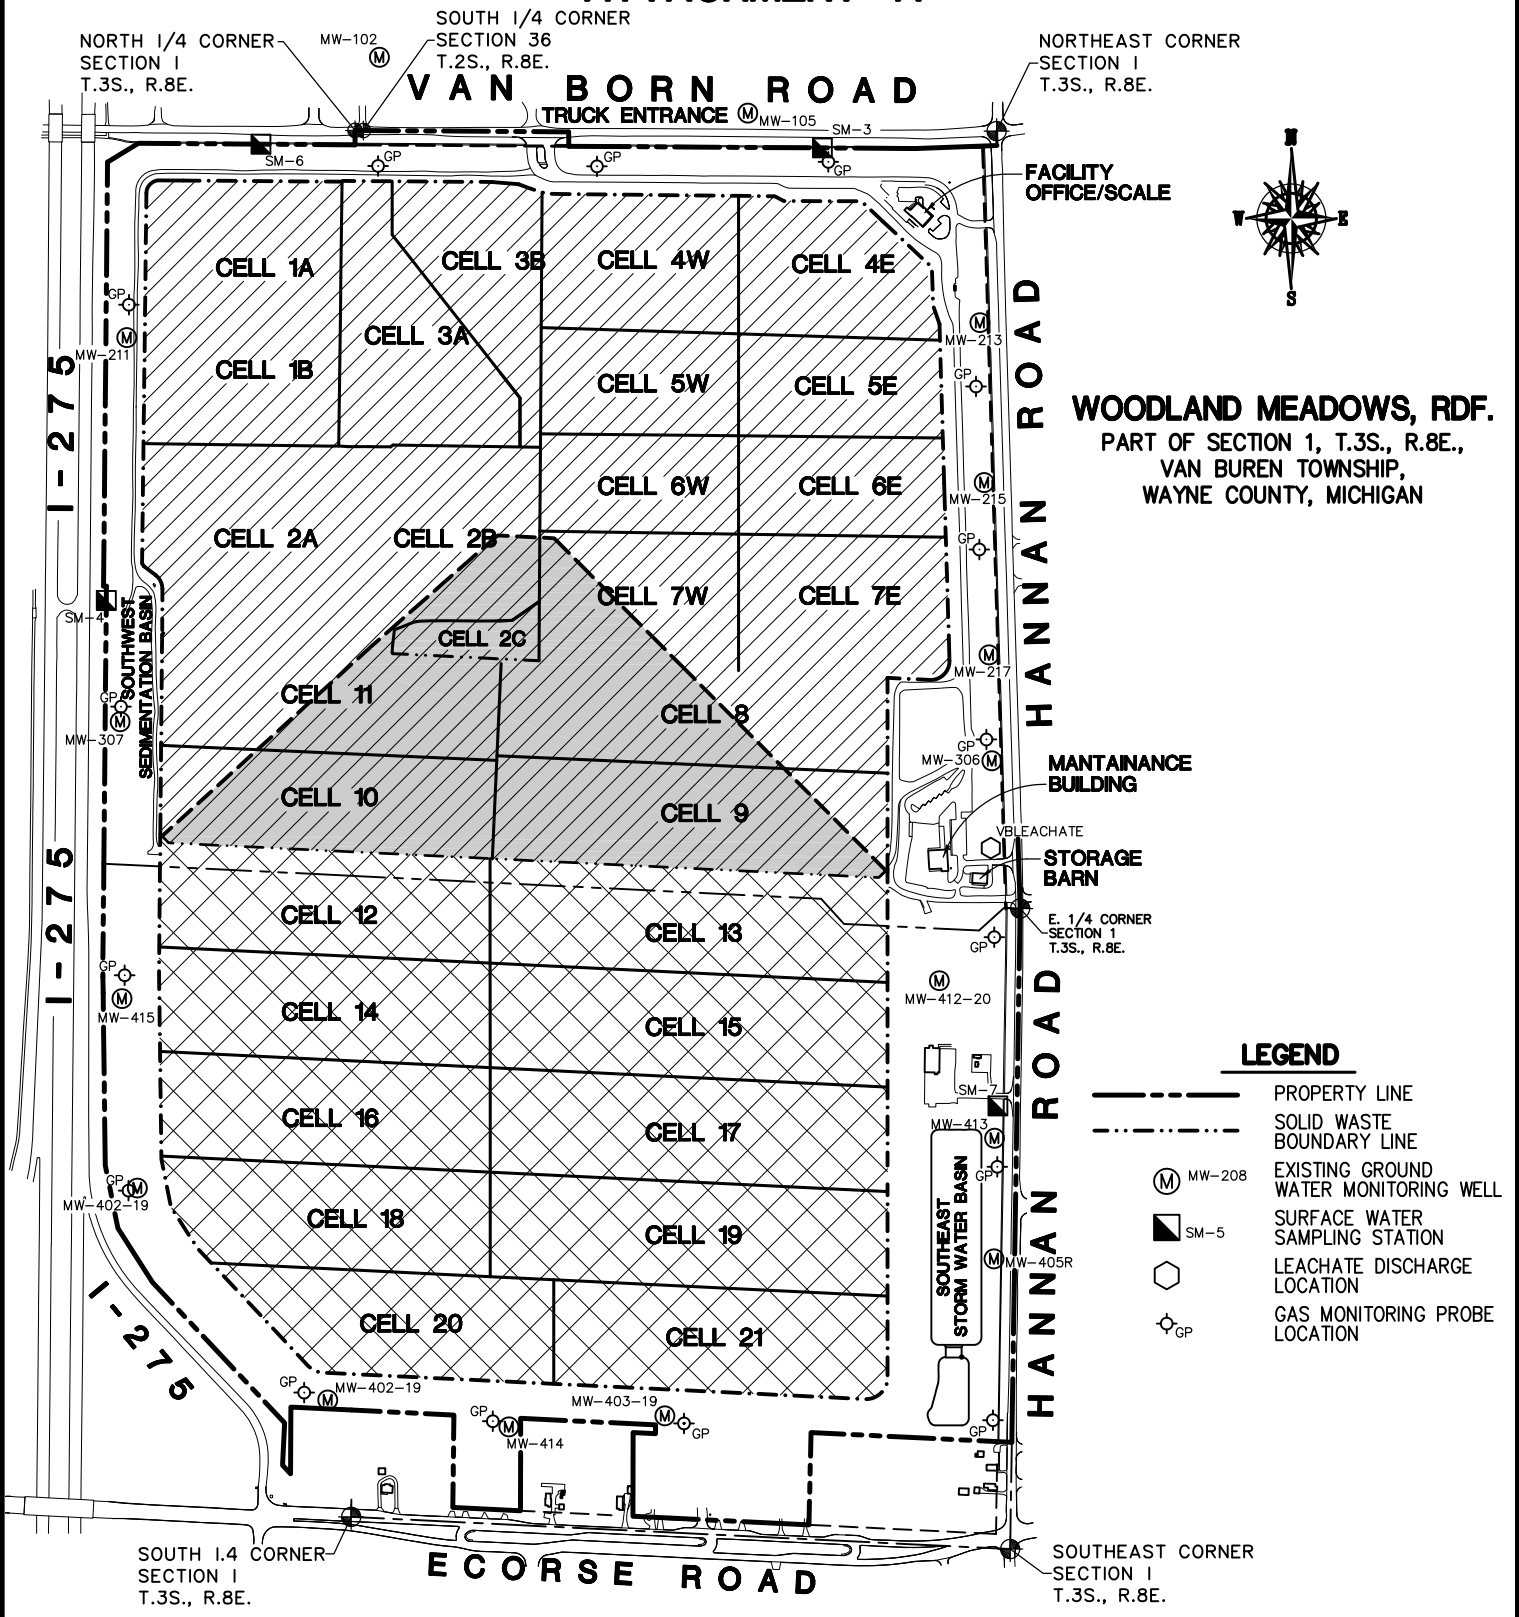 SOUTH 1/4 CORNER
SECTION 36
T.2S., R.8E.
NORTH 1/4 CORNER
SECTION 1
T.3S., R.8E.
MW-102
M
NORTHEAST CORNER
SECTION 1
T.3S., R.8E.
VAN BORN ROAD
TRUCK ENTRANCE
M
MW-105
SM-3
SM-6
GP
GP
GP
FACILITY
OFFICE/SCALE
N
W
E
S
CELL 1A
CELL 3B
CELL 4W
CELL 4E
GP
M
MW-211
M
MW-213
CELL 3A
CELL 1B
CELL 5W
CELL 5E
GP
I-275
HANNAN ROAD
WOODLAND MEADOWS, RDF.
PART OF SECTION 1, T.3S., R.8E.,
VAN BUREN TOWNSHIP,
WAYNE COUNTY, MICHIGAN
CELL 6W
CELL 6E
M
MW-215
CELL 2A
CELL 2B
GP
CELL 7W
CELL 7E
SM-4
SOUTHWEST
SEDIMENTATION BASIN
CELL 2C
M
MW-217
GP
M
MW-307
CELL 11
CELL 8
GP
MW-306
M
MANTAINANCE
BUILDING
CELL 10
CELL 9
VBLEACHATE
STORAGE
BARN
I-275
CELL 12
CELL 13
E. 1/4 CORNER
SECTION 1
T.3S., R.8E.
GP
GP
M
MW-415
M
MW-412-20
CELL 14
CELL 15
HANNAN ROAD
SM-7
MW-413
M
CELL 16
CELL 17
GP
GP
M
MW-402-19
SOUTHEAST
STORM WATER BASIN
CELL 18
CELL 19
M
MW-405R
I-275
CELL 20
CELL 21
LEGEND
PROPERTY LINE
SOLID WASTE
BOUNDARY LINE
M
MW-208
EXISTING GROUND
WATER MONITORING WELL
SM-5
SURFACE WATER
SAMPLING STATION
LEACHATE DISCHARGE
LOCATION
GP
GAS MONITORING PROBE
LOCATION
GP
M
MW-402-19
GP
M
MW-414
MW-403-19
M
GP
GP
SOUTH 1.4 CORNER
SECTION 1
T.3S., R.8E.
ECORSE ROAD
SOUTHEAST CORNER
SECTION 1
T.3S., R.8E.